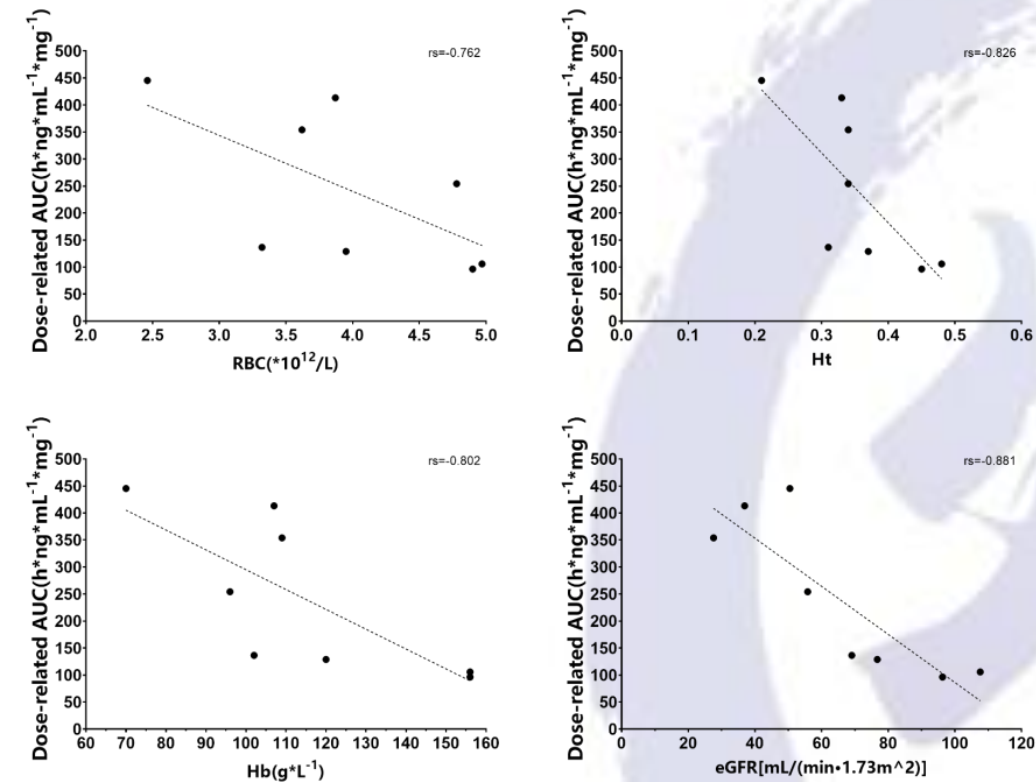 Dose-related AUC(h*ng*mL⁻¹*mg⁻¹)
500
450
400
350
300
250
200
150
100
50
0
rs=-0.762
2.0 2.5 3.0 3.5 4.0 4.5 5.0
RBC(*10¹²/L)
Dose-related AUC(h*ng*mL⁻¹*mg⁻¹)
500
450
400
350
300
250
200
150
100
50
0
rs=-0.826
0.0 0.1 0.2 0.3 0.4 0.5 0.6
Ht
Dose-related AUC(h*ng*mL⁻¹*mg⁻¹)
500
450
400
350
300
250
200
150
100
50
0
rs=-0.802
60 70 80 90 100 110 120 130 140 150 160
Hb(g*L⁻¹)
Dose-related AUC(h*ng*mL⁻¹*mg⁻¹)
500
450
400
350
300
250
200
150
100
50
0
rs=-0.881
0 20 40 60 80 100 120
eGFR[mL/(min•1.73m^2)]